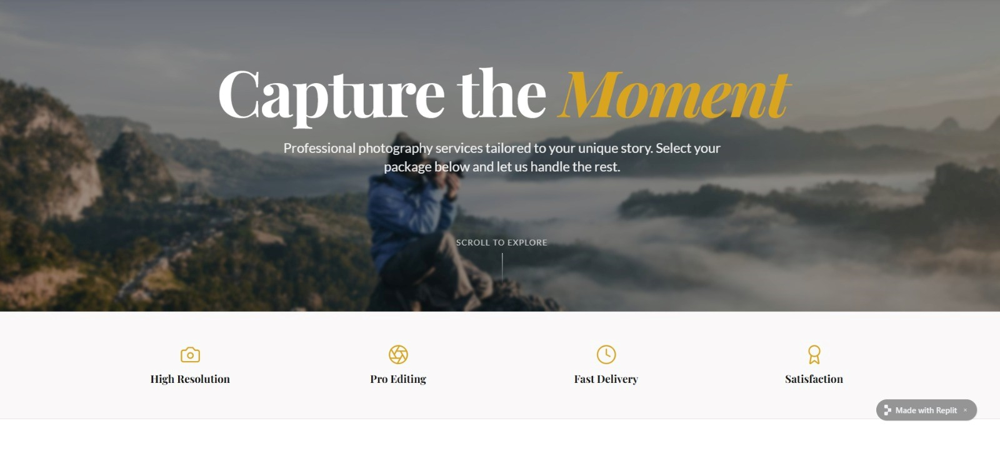 Capture the Moment
Professional photography services tailored to your unique story. Select your
package below and let us handle the rest.
SCROLL TO EXPLORE
High Resolution
Pro Editing
Fast Delivery
Satisfaction
Made with Replit ×